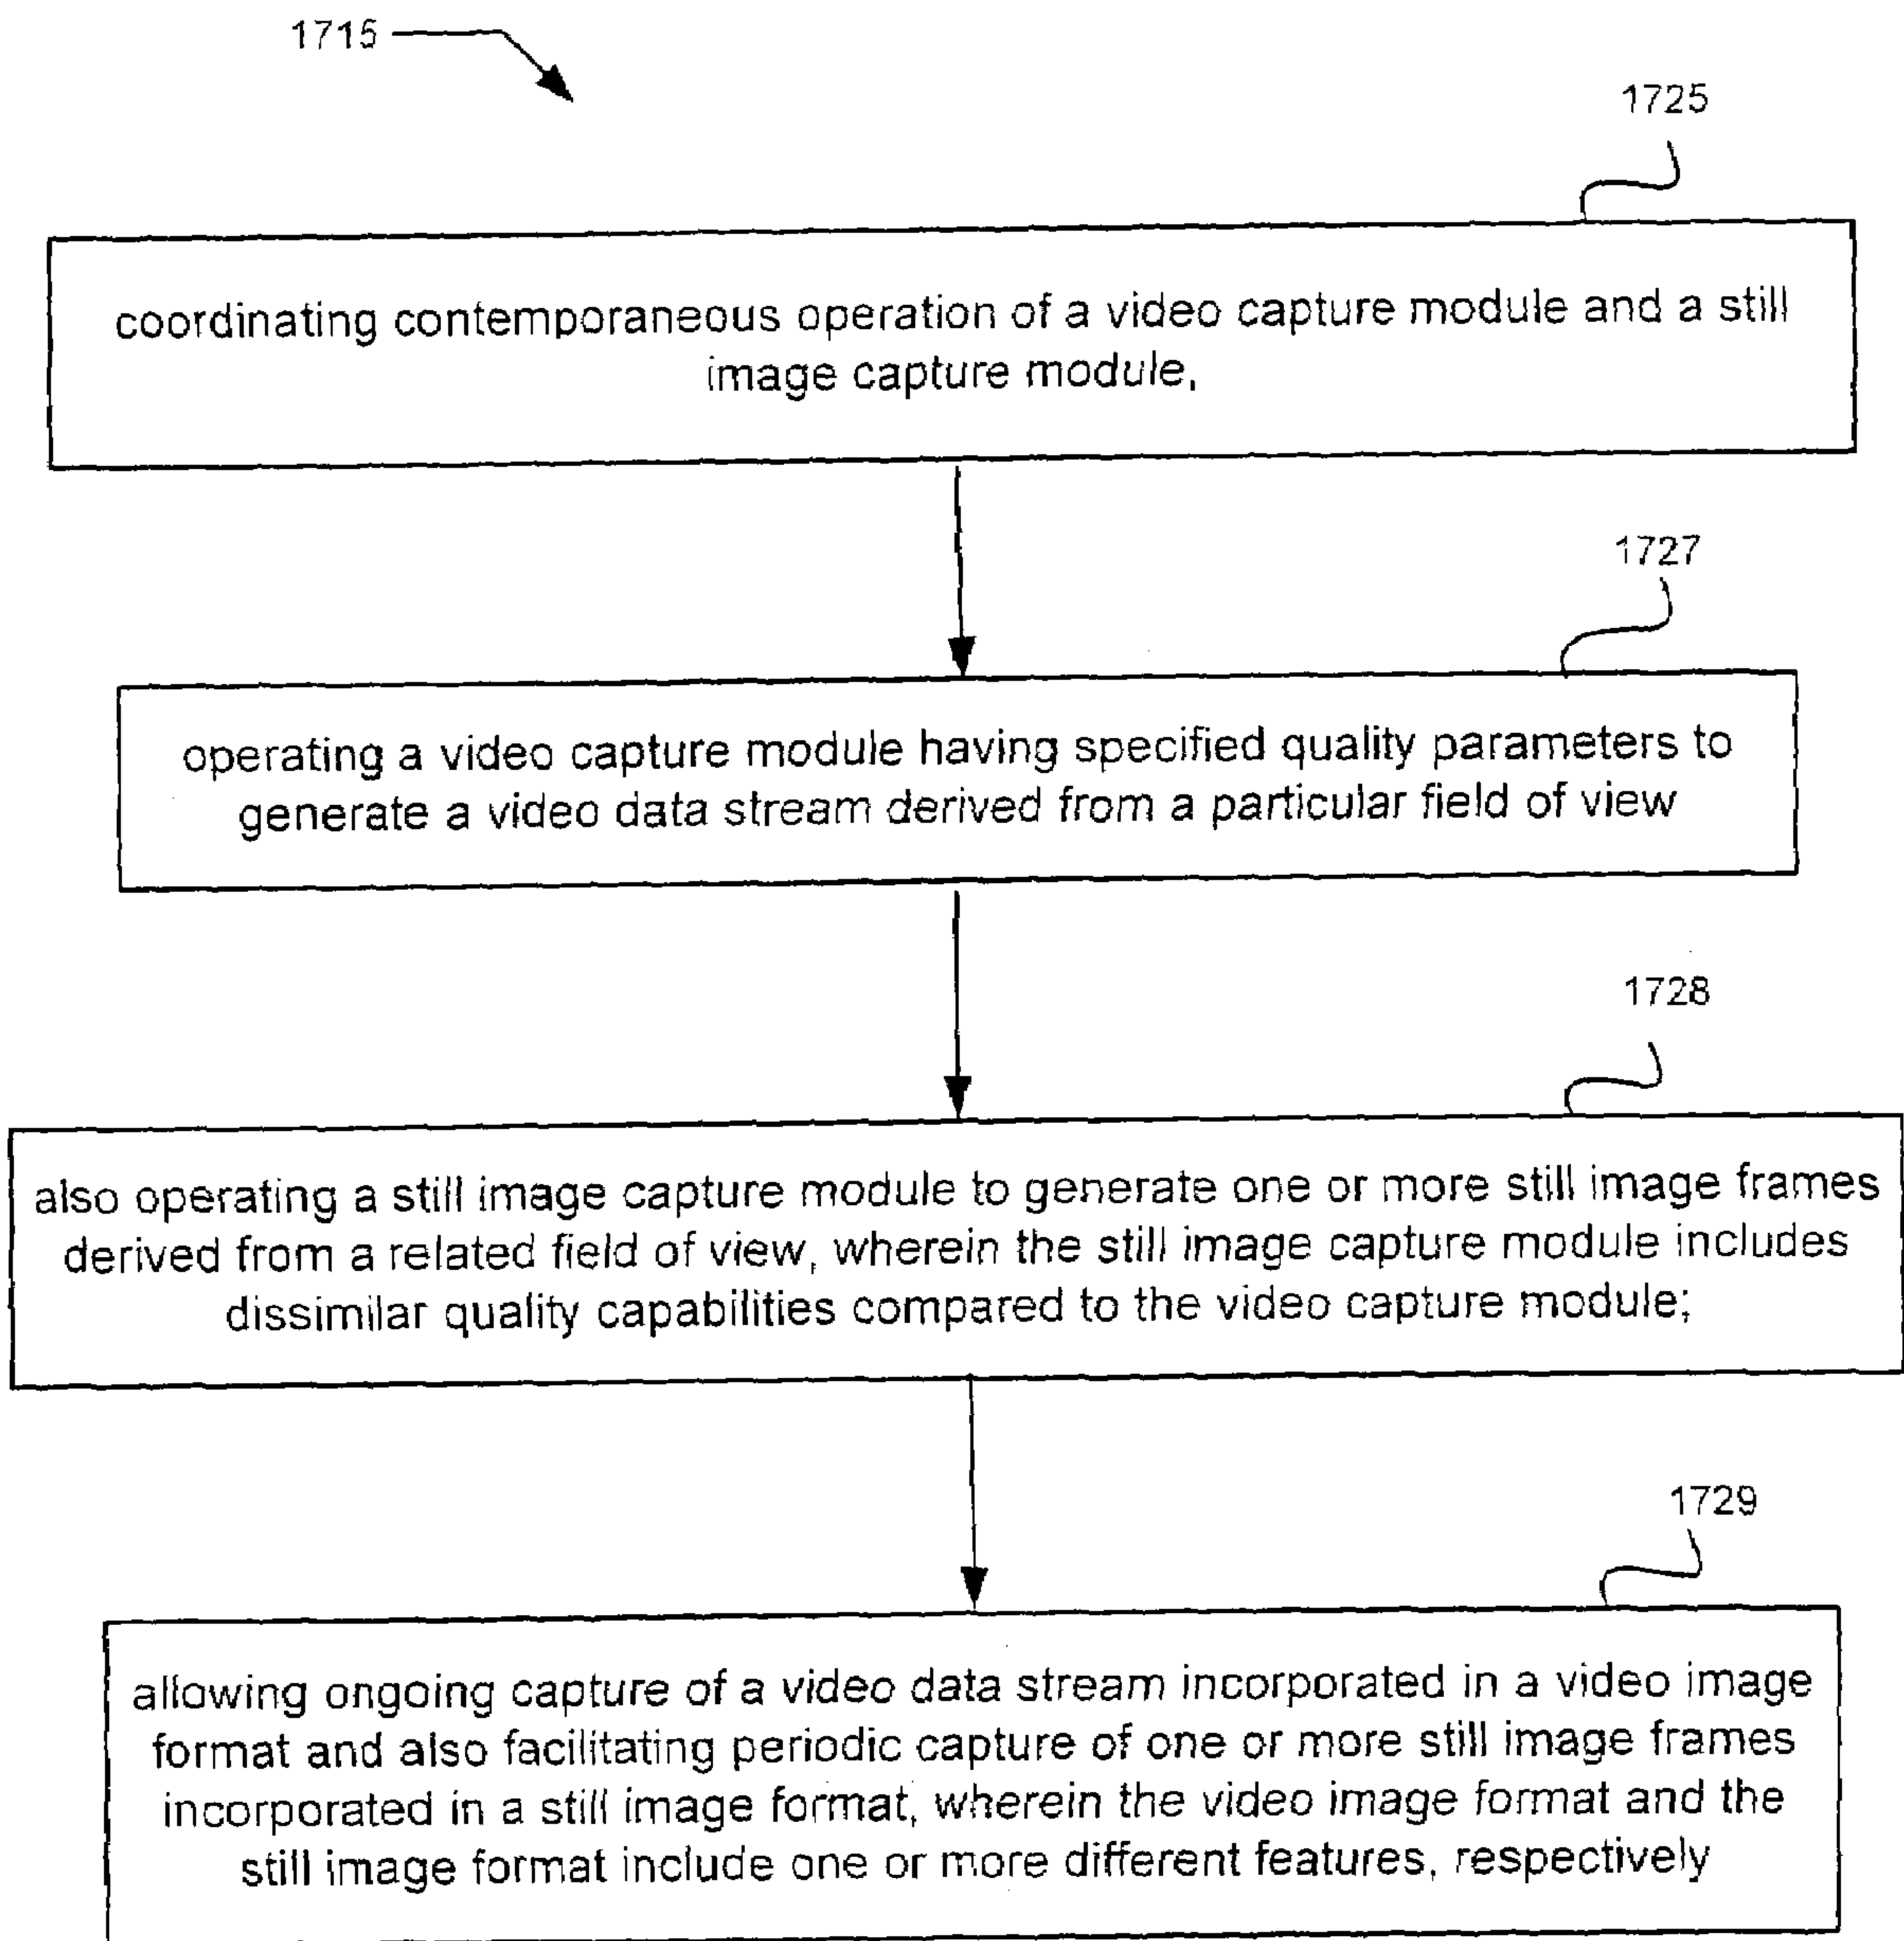 1715
1725
coordinating contemporaneous operation of a video capture module and a still
image capture module,
1727
operating a video capture module having specified quality parameters to
generate a video data stream derived from a particular field of view
1728
also operating a still image capture module to generate one or more still image frames
derived from a related field of view, wherein the still image capture module includes
dissimilar quality capabilities compared to the video capture module;
1729
allowing ongoing capture of a video data stream incorporated in a video image
format and also facilitating periodic capture of one or more still image frames
incorporated in a still image format, wherein the video image format and the
still image format include one or more different features, respectively